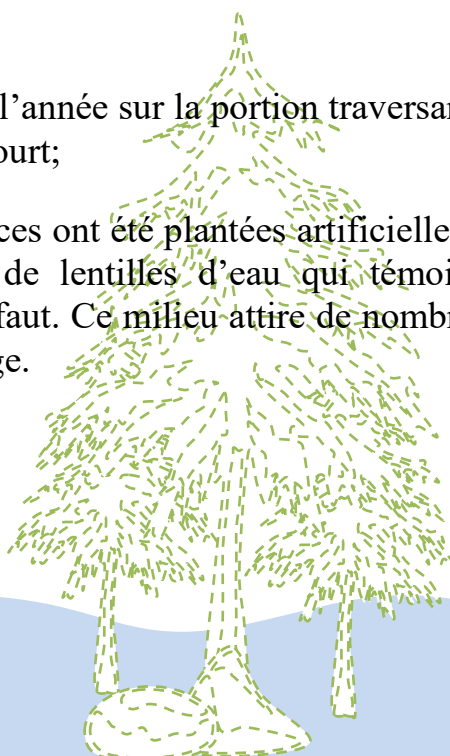 l’année sur la portion traversan
ourt;
ces ont été plantées artificielle
de lentilles d’eau qui témoi
faut. Ce milieu attire de nombr
ge.